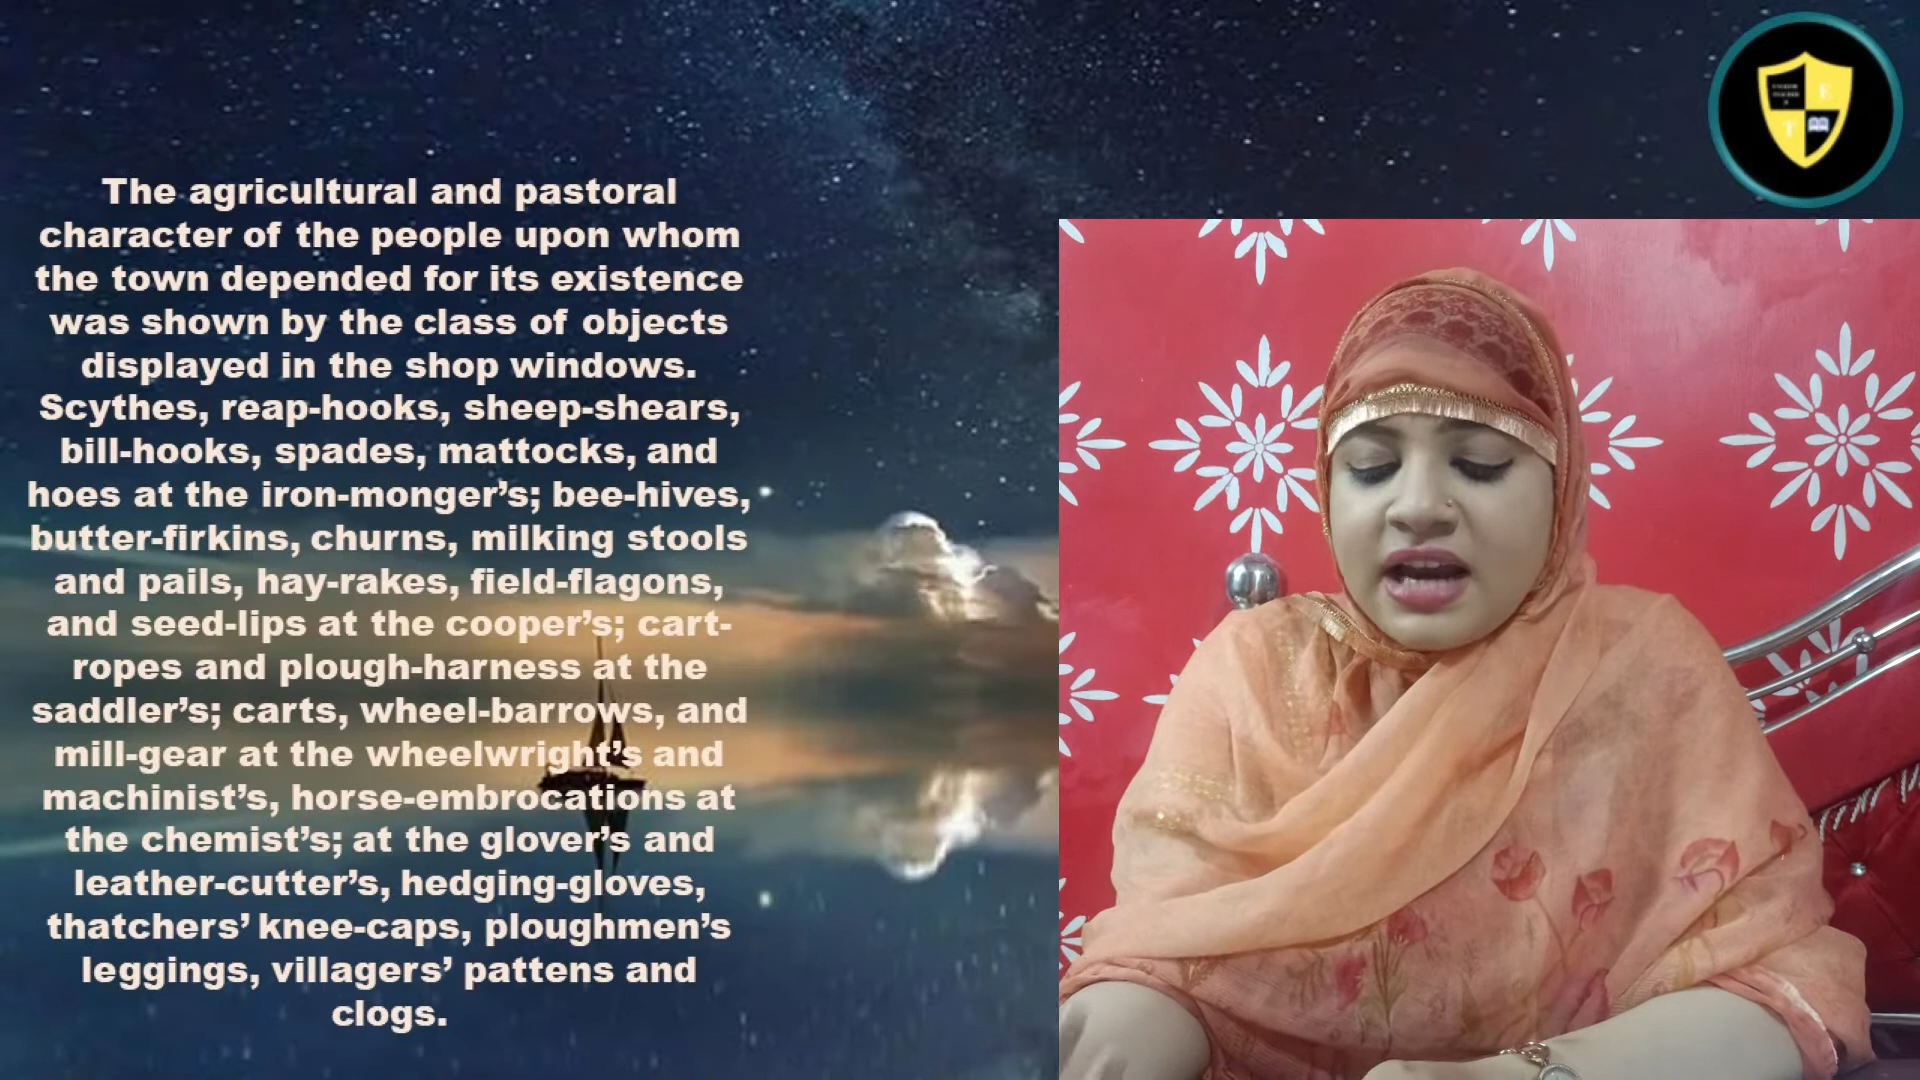 The agricultural and pastoral
character of the people upon whom
the town depended for its existence
was shown by the class of objects
displayed in the shop windows.
Scythes, reap-hooks, sheep-shears,
bill-hooks, spades, mattocks, and
hoes at the iron-monger’s; bee-hives,
butter-firkins, churns, milking stools
and pails, hay-rakes, field-flagons,
and seed-lips at the cooper’s; cart-
ropes and plough-harness at the
saddler’s; carts, wheel-barrows, and
mill-gear at the wheelwright’s and
machinist’s, horse-embrocations at
the chemist’s; at the glover’s and
leather-cutter’s, hedging-gloves,
thatchers’ knee-caps, ploughmen’s
leggings, villagers’ pattens and
clogs.
E
T